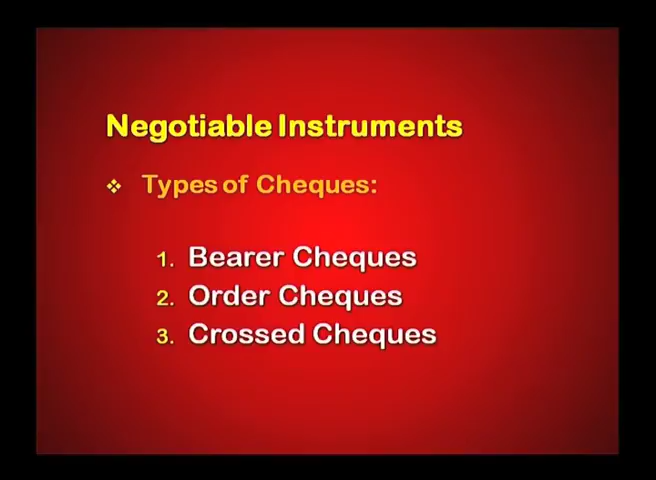 Negotiable Instruments
❖ Types of Cheques:
1. Bearer Cheques
2. Order Cheques
3. Crossed Cheques